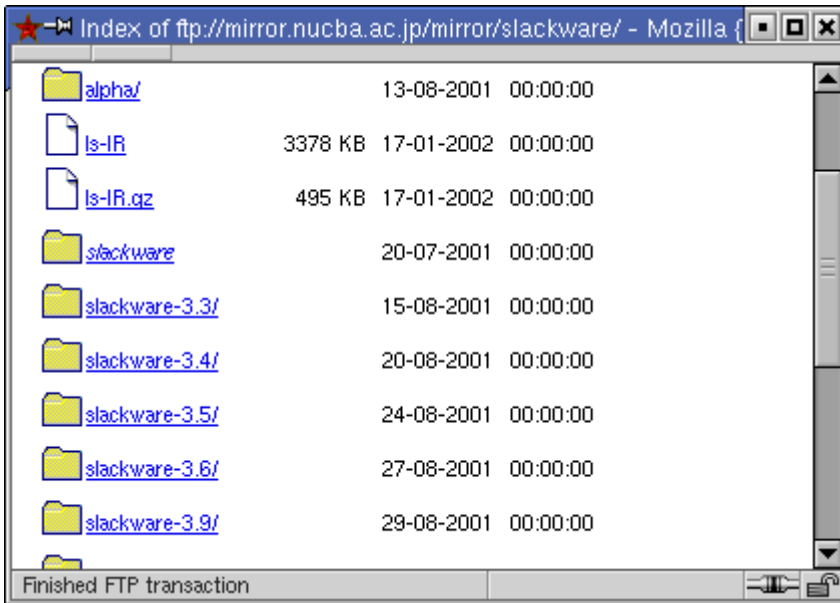 Index of ftp://mirror.nucba.ac.jp/mirror/slackware/ - Mozilla {
alpha/ 13-08-2001 00:00:00
ls-lR 3378 KB 17-01-2002 00:00:00
ls-lR.gz 495 KB 17-01-2002 00:00:00
slackware 20-07-2001 00:00:00
slackware-3.3/ 15-08-2001 00:00:00
slackware-3.4/ 20-08-2001 00:00:00
slackware-3.5/ 24-08-2001 00:00:00
slackware-3.6/ 27-08-2001 00:00:00
slackware-3.9/ 29-08-2001 00:00:00
Finished FTP transaction